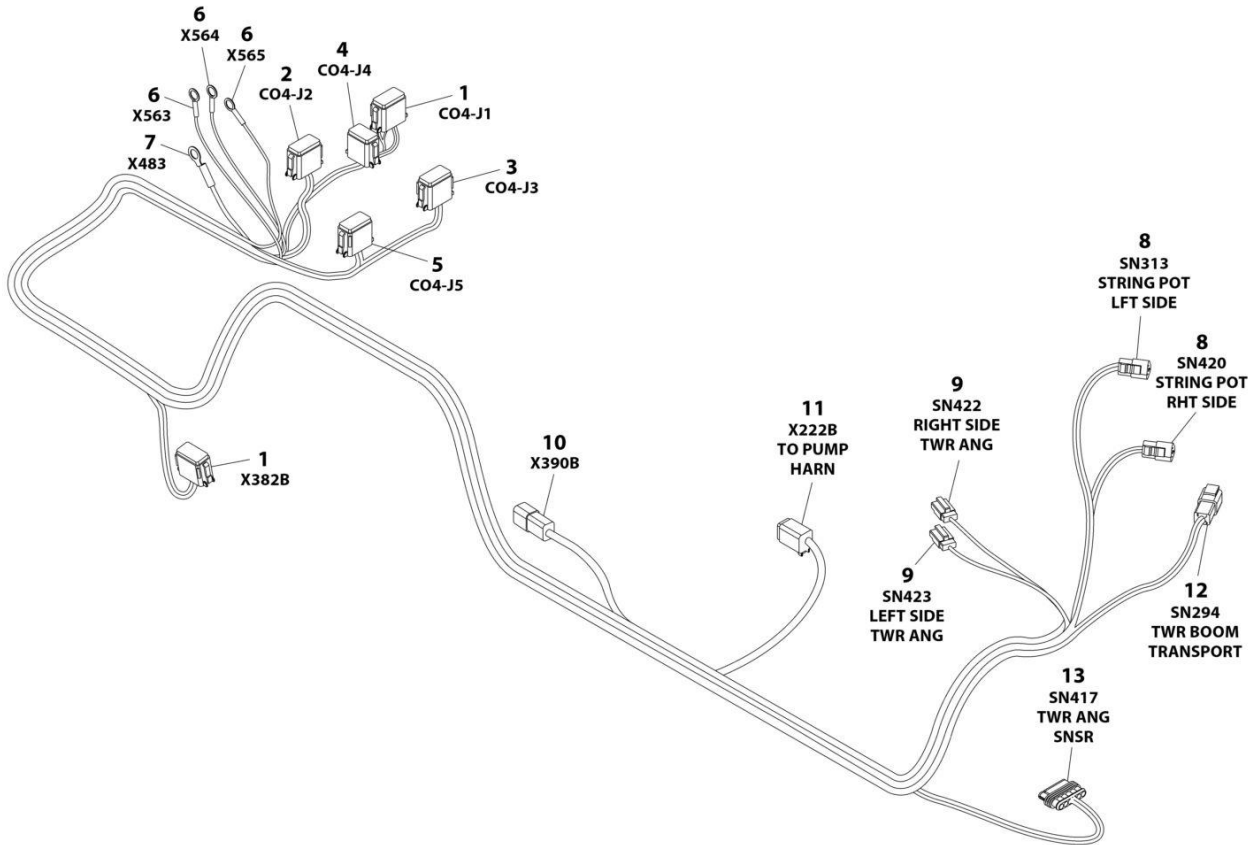 6
X564
6
X565
4
CO4-J4
2
CO4-J2
1
CO4-J1
6
X563
7
X483
3
CO4-J3
5
CO4-J5
8
SN313
STRING POT
LFT SIDE
8
SN420
STRING POT
RHT SIDE
9
SN422
RIGHT SIDE
TWR ANG
11
X222B
TO PUMP
HARN
10
X390B
1
X382B
9
SN423
LEFT SIDE
TWR ANG
12
SN294
TWR BOOM
TRANSPORT
13
SN417
TWR ANG
SNSR